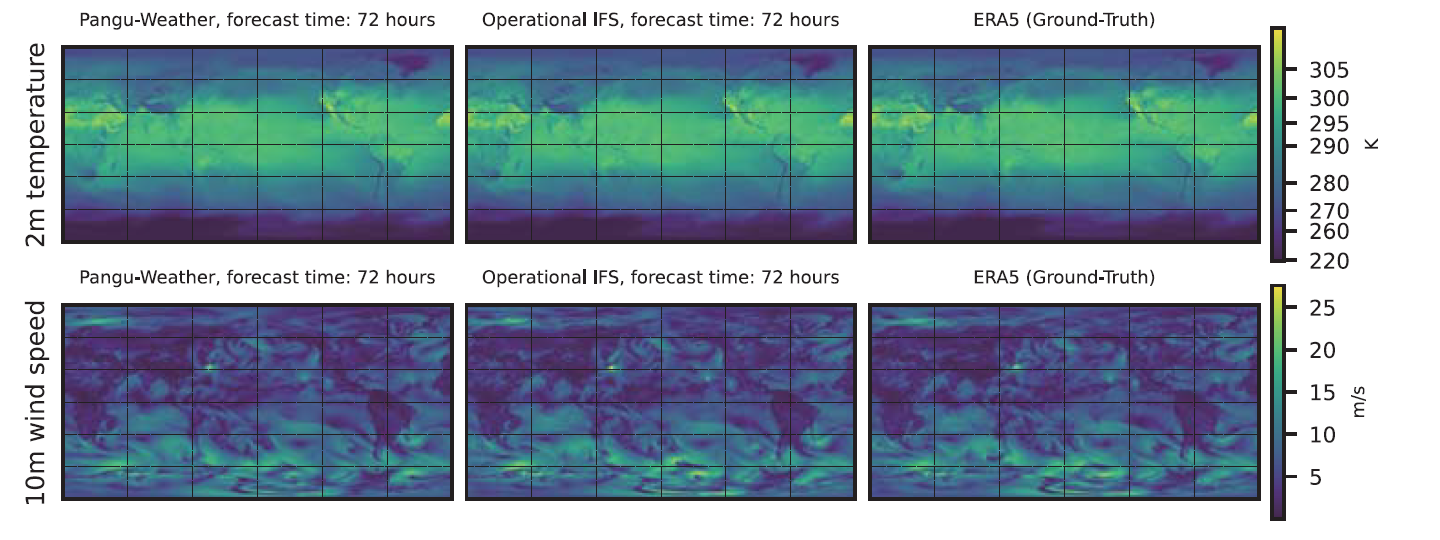 Pangu-Weather, forecast time: 72 hours
Operational IFS, forecast time: 72 hours
ERA5 (Ground-Truth)
2m temperature
305
300
295
290
280
270
260
220
K
Pangu-Weather, forecast time: 72 hours
Operational IFS, forecast time: 72 hours
ERA5 (Ground-Truth)
10m wind speed
25
20
15
10
5
m/s